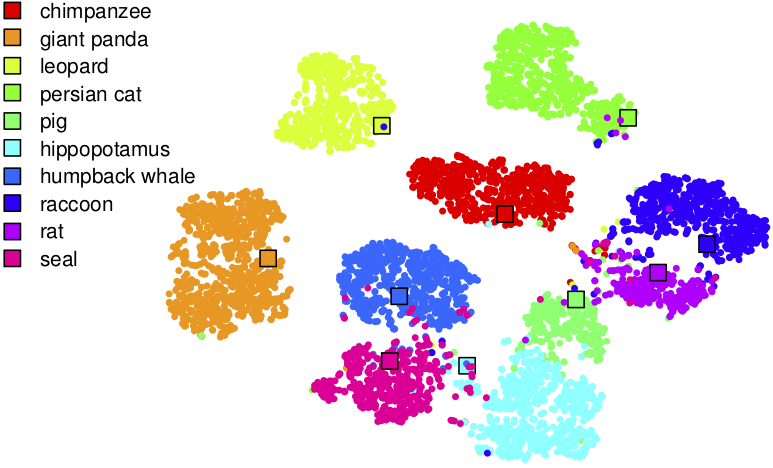 chimpanzee
giant panda
leopard
persian cat
pig
hippopotamus
humpback whale
raccoon
rat
seal